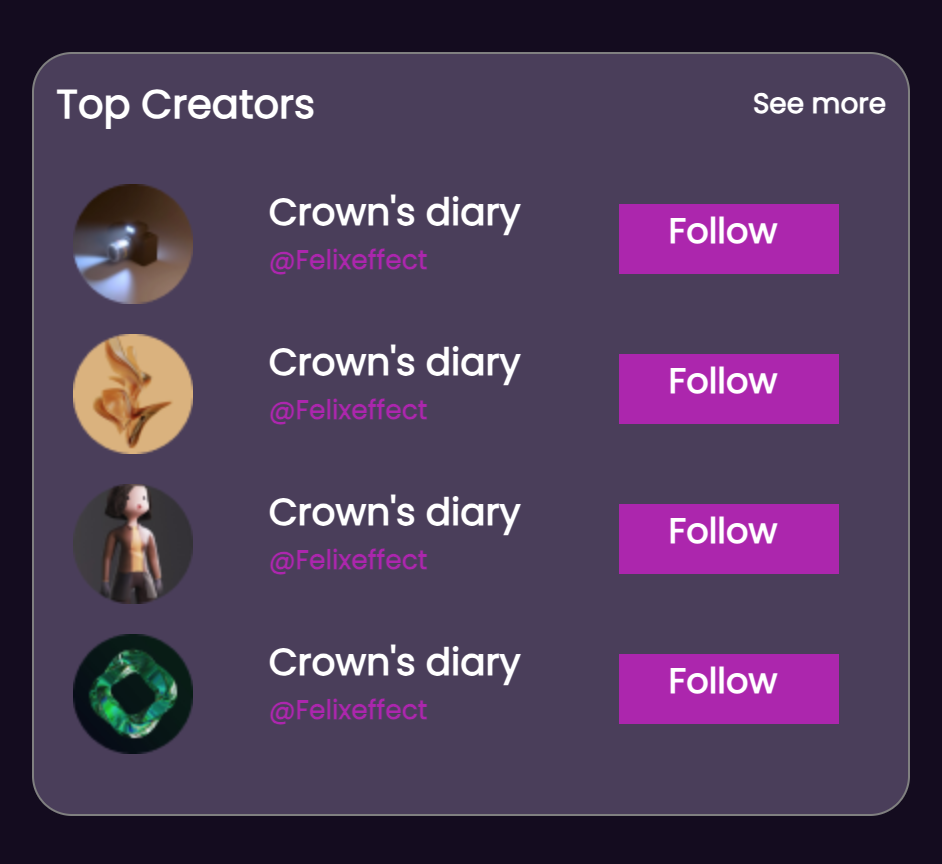 Top Creators
See more
Crown's diary
@Felixeffect
Follow
Crown's diary
@Felixeffect
Follow
Crown's diary
@Felixeffect
Follow
Crown's diary
@Felixeffect
Follow